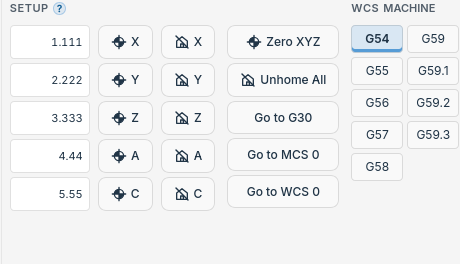 SETUP ?
WCS MACHINE
1.111 X X Zero XYZ G54 G59
2.222 Y Y Unhome All G55 G59.1
3.333 Z Z Go to G30 G56 G59.2
4.44 A A Go to MCS 0 G57 G59.3
5.55 C C Go to WCS 0 G58